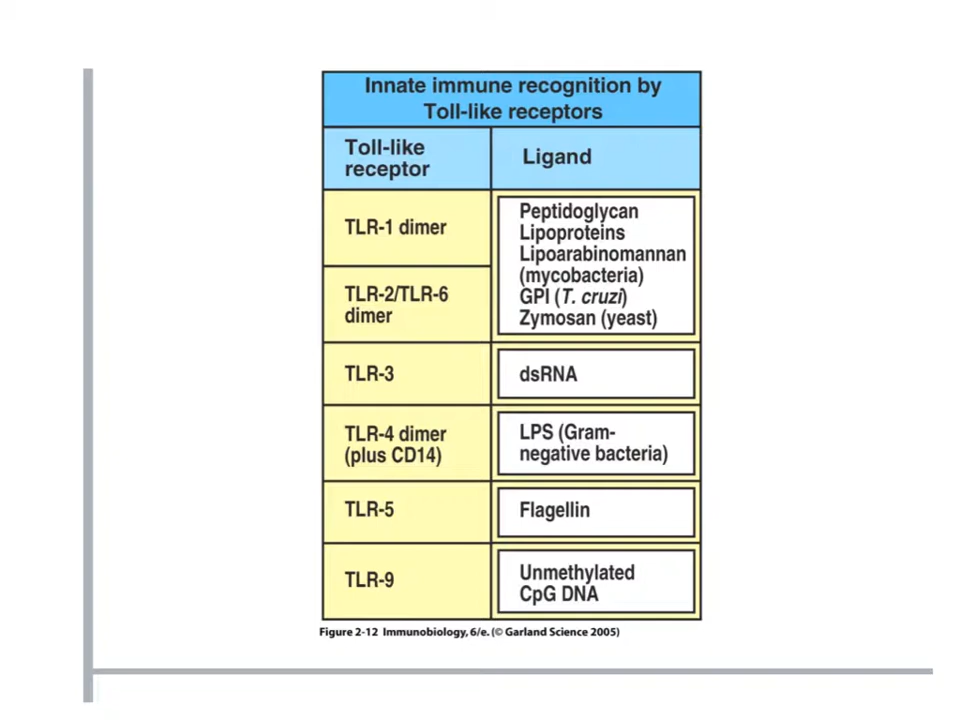 Innate immune recognition by
Toll-like receptors
Toll-like
receptor
Ligand
TLR-1 dimer
TLR-2/TLR-6
dimer
Peptidoglycan
Lipoproteins
Lipoarabinomannan
(mycobacteria)
GPI (T. cruzi)
Zymosan (yeast)
TLR-3
dsRNA
TLR-4 dimer
(plus CD14)
LPS (Gram-
negative bacteria)
TLR-5
Flagellin
TLR-9
Unmethylated
CpG DNA
Figure 2-12 Immunobiology, 6/e. (© Garland Science 2005)